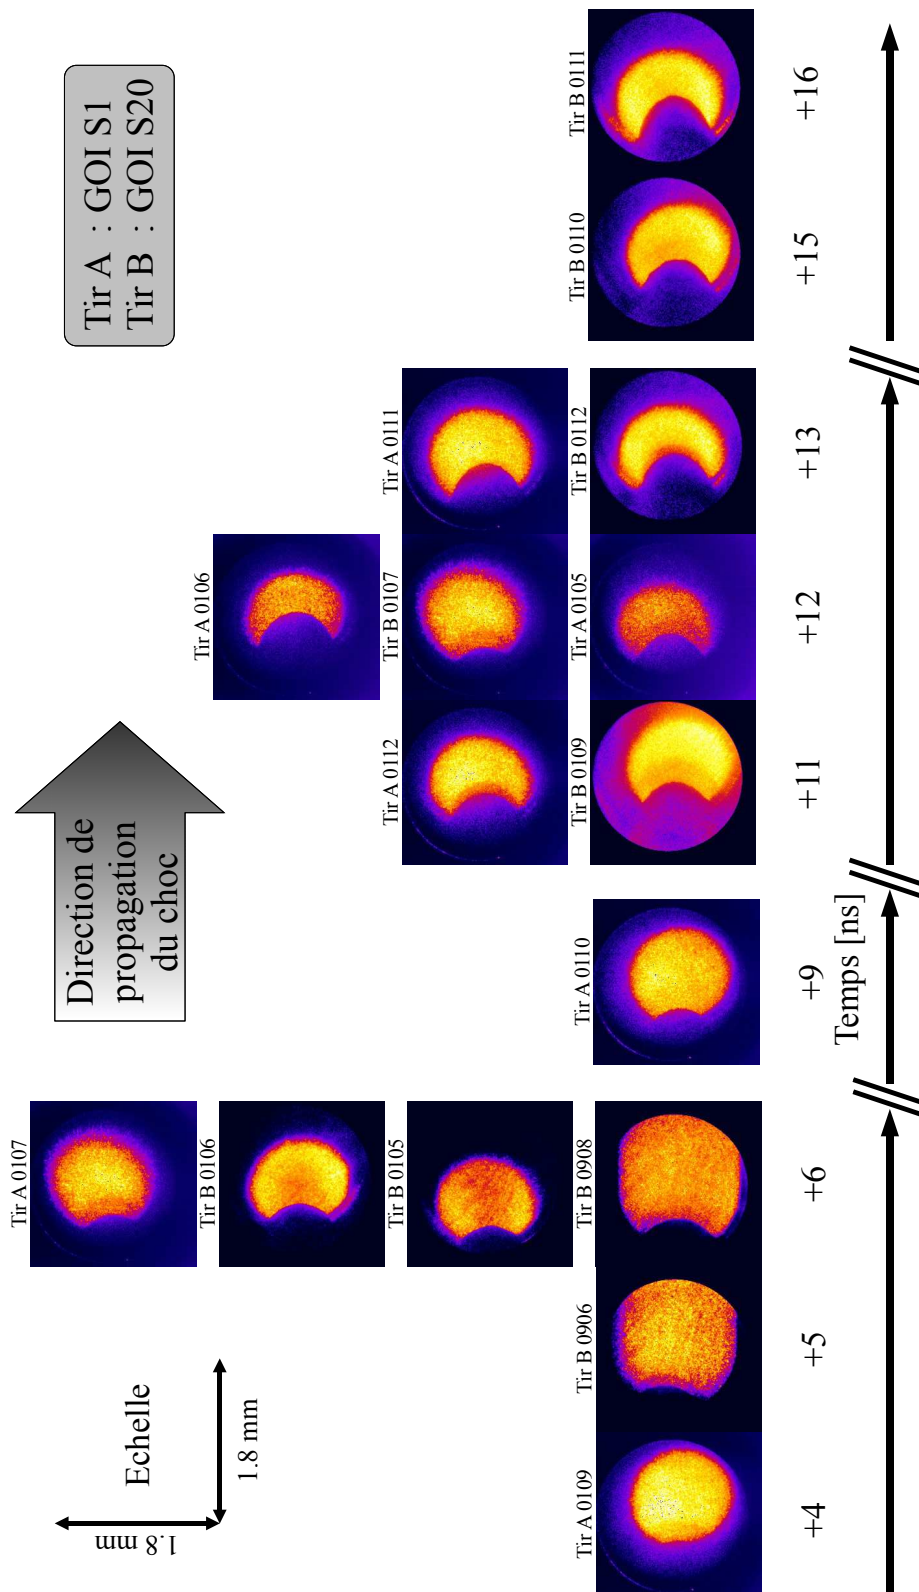 Tir A : GOI S1
Tir B : GOI S20
Direction de
propagation
du choc
Echelle
1.8 mm
1.8 mm
Tir A 0107
Tir B 0106
Tir A 0106
Tir B 0105
Tir A 0112
Tir B 0107
Tir A 0111
Tir A 0109
Tir B 0906
Tir B 0908
Tir A 0110
Tir B 0109
Tir A 0105
Tir B 0112
Tir B 0110
Tir B 0111
+4
+5
+6
+9
+11
+12
+13
+15
+16
Temps [ns]